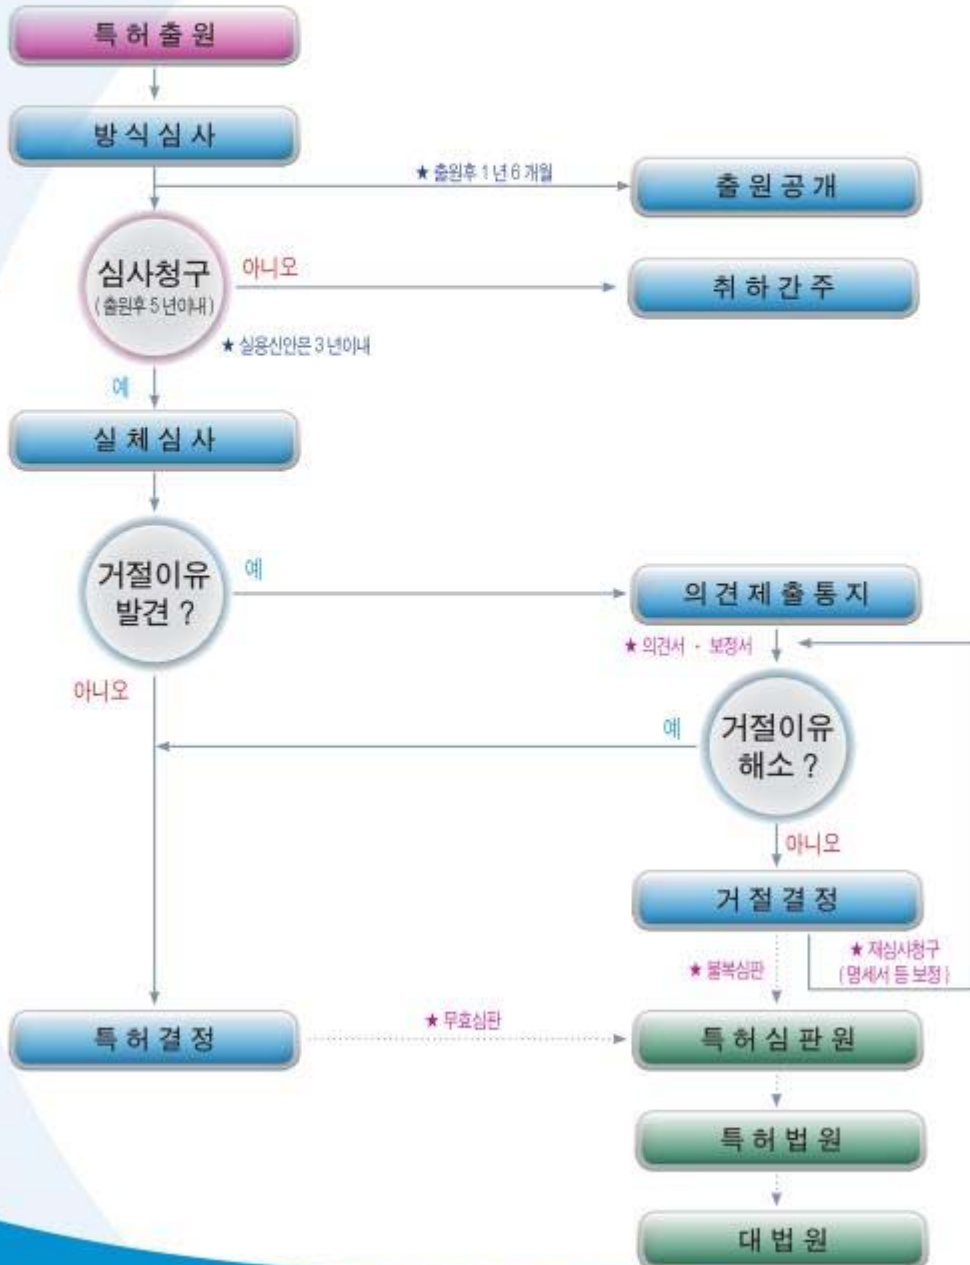 특허출원
방식심사
★ 출원후 1년 6개월
출원공개
심사청구
(출원후 5년이내)
아니오
취하간주
★ 실용신안은 3년이내
예
실체심사
거절이유
발견 ?
예
의견제출통지
★ 의견서 · 보정서
아니오
예
거절이유
해소 ?
아니오
거절결정
★ 불복심판
★ 재심사청구
(명세서 등 보정)
특허결정
★ 무효심판
특허심판원
특허법원
대법원